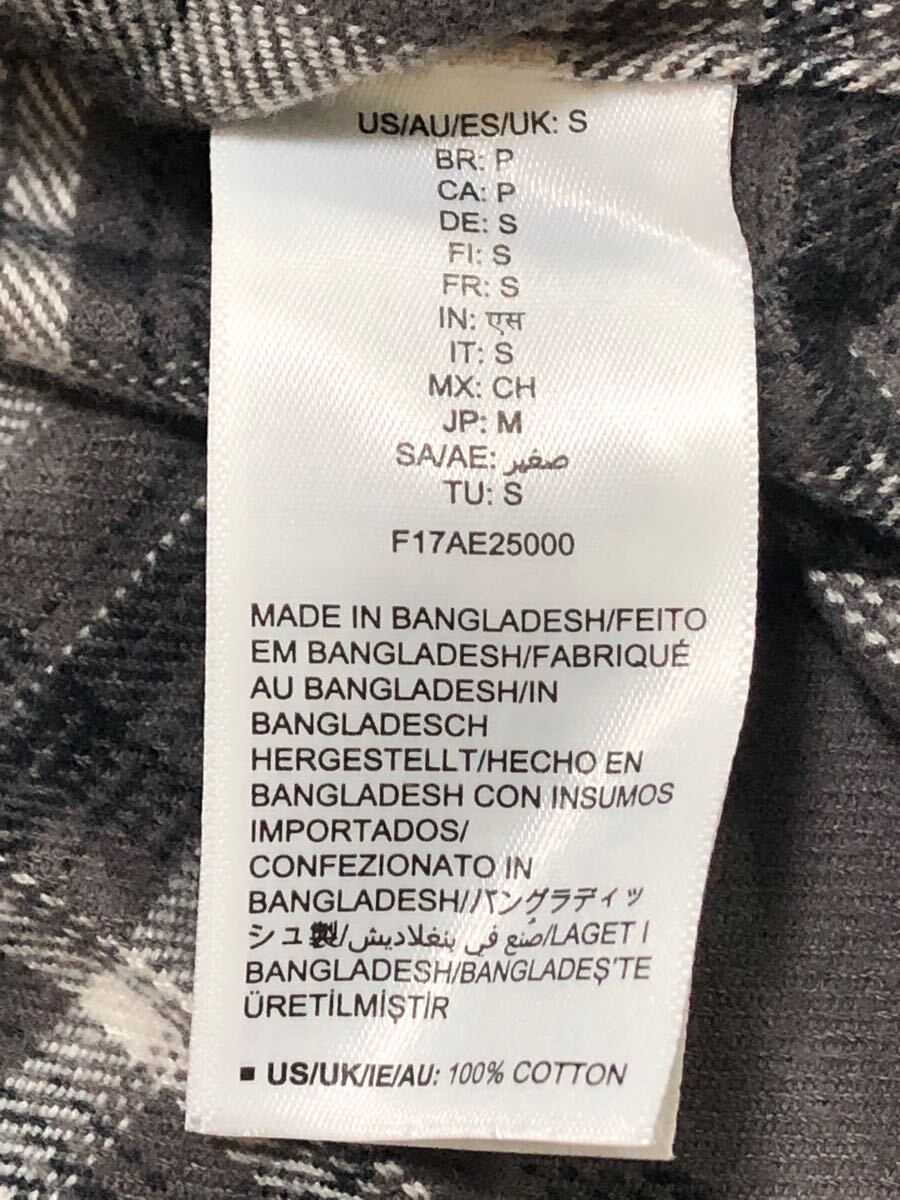 US/AU/ES/UK: S
BR: P
CA: P
DE: S
FI: S
FR: S
IN: एस
IT: S
MX: CH
JP: M
SA/AE: صغير
TU: S
F17AE25000
MADE IN BANGLADESH/FEITO
EM BANGLADESH/FABRIQUÉ
AU BANGLADESH/IN
BANGLADESCH
HERGESTELLT/HECHO EN
BANGLADESH CON INSUMOS
IMPORTADOS/
CONFEZIONATO IN
BANGLADESH/バングラディッ
シュ製/صُنع في بنغلاديش/LAGET I
BANGLADESH/BANGLADEŞ'TE
ÜRETİLMİŞTİR
▪ US/UK/IE/AU: 100% COTTON